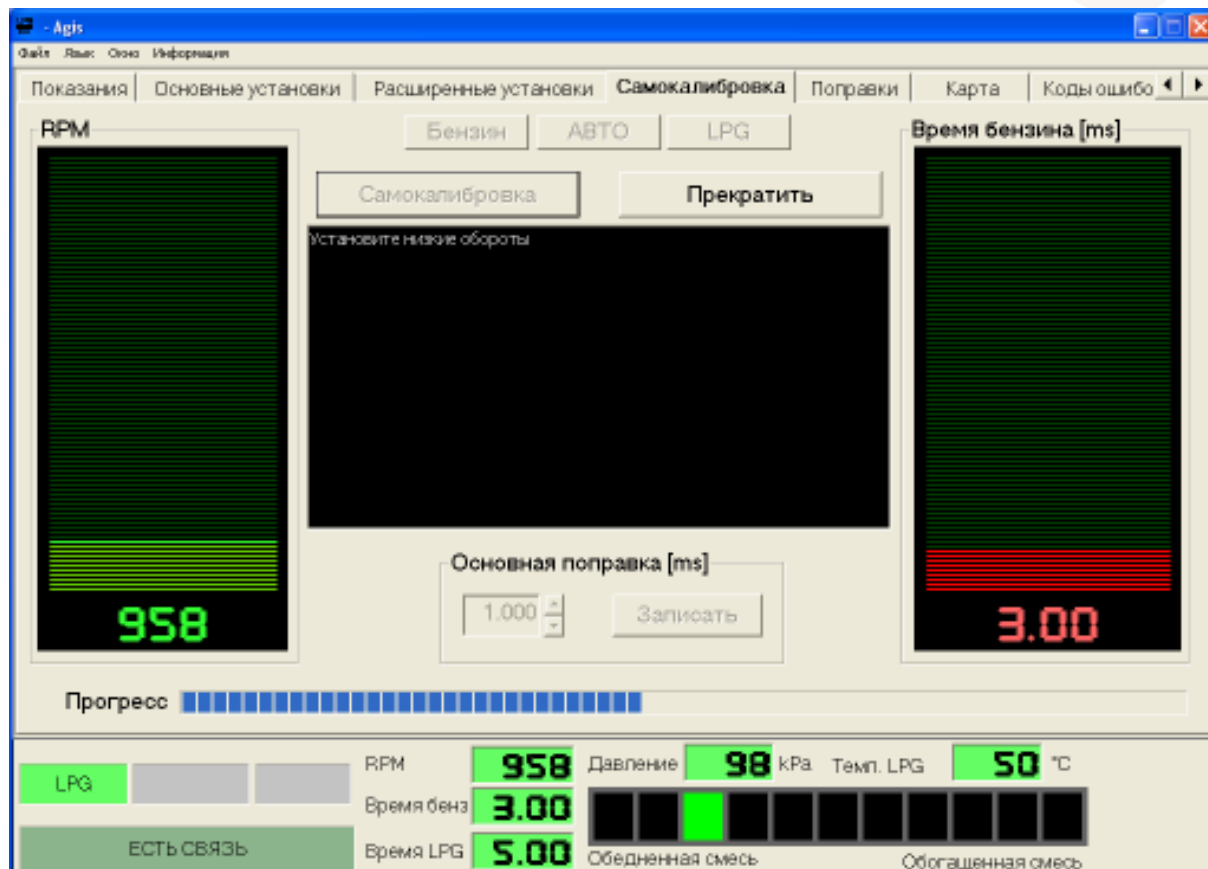 - Agis
Файл Язык Окно Информация
Показания Основные установки Расширенные установки Самокалибровка Поправки Карта Коды ошибо
RPM
Бензин АВТО LPG
Время бензина [ms]
Самокалибровка Прекратить
Установите низкие обороты
Основная поправка [ms]
1.000 Записать
958
3.00
Прогресс
LPG
RPM 958 Давление 98 kPa Темп. LPG 50 °C
Время бенз 3.00
ЕСТЬ СВЯЗЬ
Время LPG 5.00
Обедненная смесь Обогащенная смесь